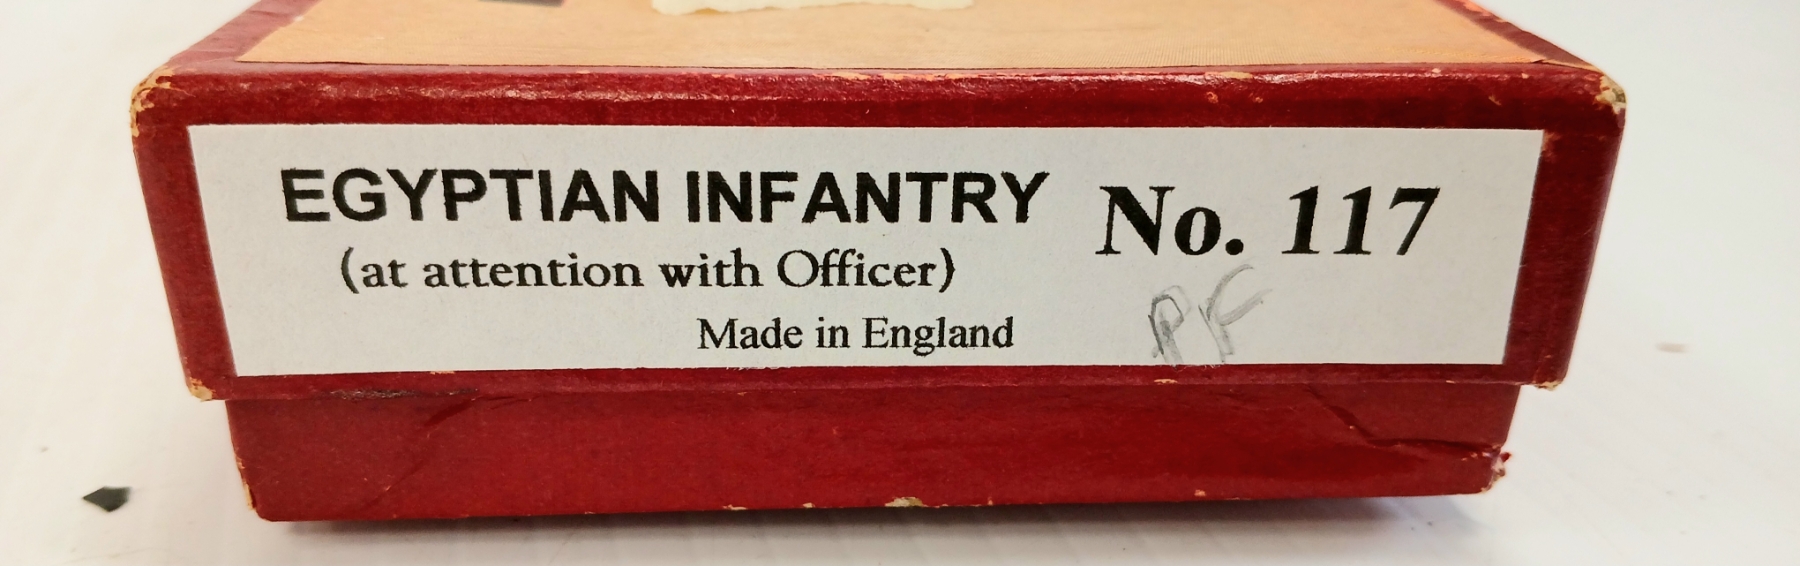 EGYPTIAN INFANTRY No. 117
(at attention with Officer)
Made in England
PF